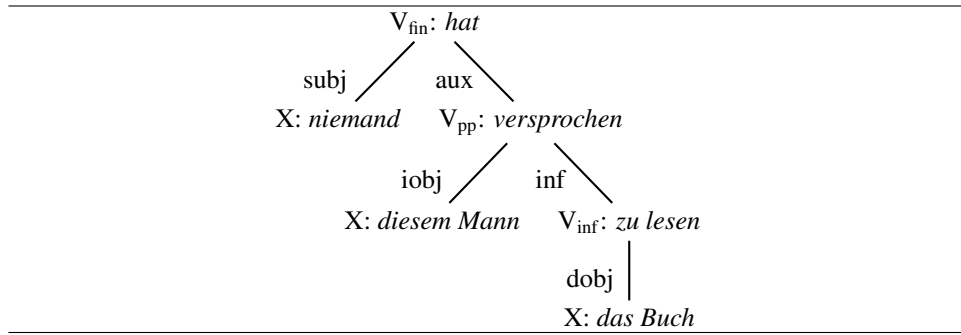 V_fin: hat
subj aux
X: niemand V_pp: versprochen
iobj inf
X: diesem Mann V_inf: zu lesen
dobj
X: das Buch